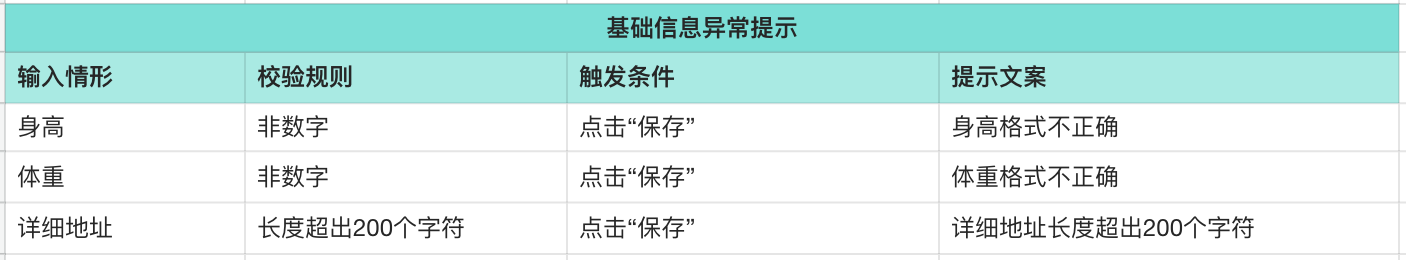 基础信息异常提示
输入情形 校验规则 触发条件 提示文案
身高 非数字 点击“保存” 身高格式不正确
体重 非数字 点击“保存” 体重格式不正确
详细地址 长度超出200个字符 点击“保存” 详细地址长度超出200个字符